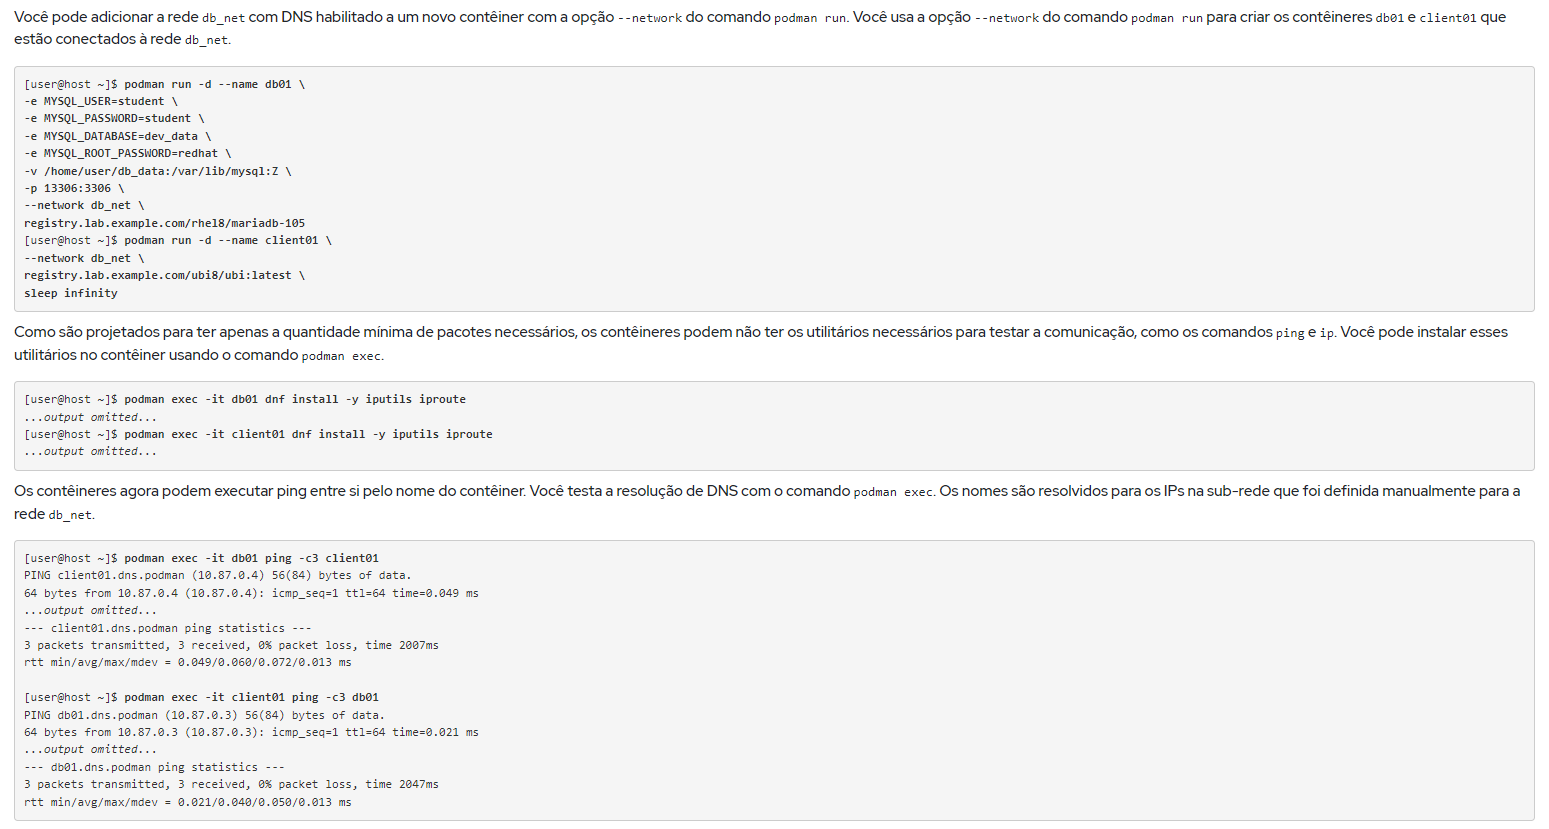 Você pode adicionar a rede db_net com DNS habilitado a um novo contêiner com a opção --network do comando podman run. Você usa a opção --network do comando podman run para criar os contêineres db01 e client01 que
estão conectados à rede db_net.
[user@host ~]$ podman run -d --name db01 \
-e MYSQL_USER=student \
-e MYSQL_PASSWORD=student \
-e MYSQL_DATABASE=dev_data \
-e MYSQL_ROOT_PASSWORD=redhat \
-v /home/user/db_data:/var/lib/mysql:Z \
-p 13306:3306 \
--network db_net \
registry.lab.example.com/rhel8/mariadb-105
[user@host ~]$ podman run -d --name client01 \
--network db_net \
registry.lab.example.com/ubi8/ubi:latest \
sleep infinity
Como são projetados para ter apenas a quantidade mínima de pacotes necessários, os contêineres podem não ter os utilitários necessários para testar a comunicação, como os comandos ping e ip. Você pode instalar esses
utilitários no contêiner usando o comando podman exec.
[user@host ~]$ podman exec -it db01 dnf install -y iputils iproute
...output omitted...
[user@host ~]$ podman exec -it client01 dnf install -y iputils iproute
...output omitted...
Os contêineres agora podem executar ping entre si pelo nome do contêiner. Você testa a resolução de DNS com o comando podman exec. Os nomes são resolvidos para os IPs na sub-rede que foi definida manualmente para a
rede db_net.
[user@host ~]$ podman exec -it db01 ping -c3 client01
PING client01.dns.podman (10.87.0.4) 56(84) bytes of data.
64 bytes from 10.87.0.4 (10.87.0.4): icmp_seq=1 ttl=64 time=0.049 ms
...output omitted...
--- client01.dns.podman ping statistics ---
3 packets transmitted, 3 received, 0% packet loss, time 2007ms
rtt min/avg/max/mdev = 0.049/0.060/0.072/0.013 ms
[user@host ~]$ podman exec -it client01 ping -c3 db01
PING db01.dns.podman (10.87.0.3) 56(84) bytes of data.
64 bytes from 10.87.0.3 (10.87.0.3): icmp_seq=1 ttl=64 time=0.021 ms
...output omitted...
--- db01.dns.podman ping statistics ---
3 packets transmitted, 3 received, 0% packet loss, time 2047ms
rtt min/avg/max/mdev = 0.021/0.040/0.050/0.013 ms